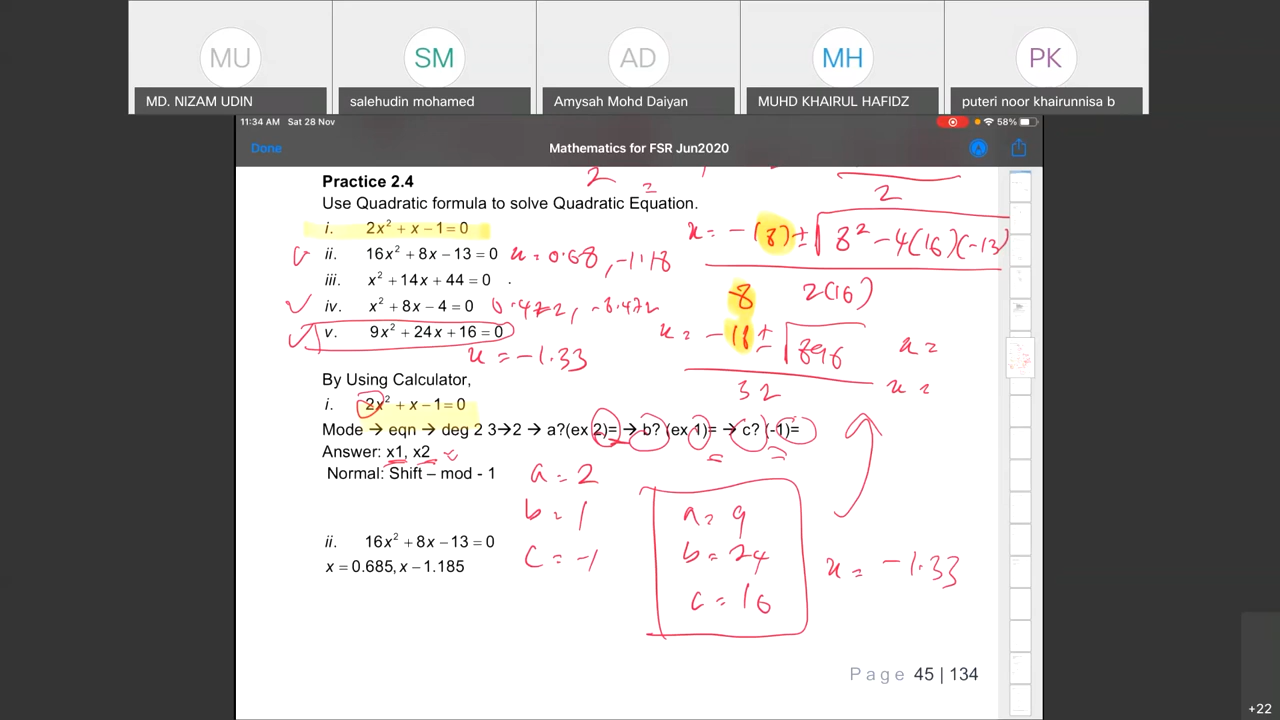 MU
SM
AD
MH
PK
MD. NIZAM UDIN
salehudin mohamed
Amysah Mohd Daiyan
MUHD KHAIRUL HAFIDZ
puteri noor khairunnisa b
11:34 AM Sat 28 Nov
58%
Done
Mathematics for FSR Jun2020
Practice 2.4
2
2
2
Use Quadratic formula to solve Quadratic Equation.
i. 2x² + x − 1 = 0
x = −(8) ± √8² − 4(16)(−13)
2(16)
ii. 16x² + 8x − 13 = 0 x = 0.68, −1.18
iii. x² + 14x + 44 = 0
iv. x² + 8x − 4 = 0 0.472, −8.472
8
x = −18 ± √896
32
x =
x =
v. 9x² + 24x + 16 = 0
x = −1.33
By Using Calculator,
i. 2x² + x − 1 = 0
Mode → eqn → deg 2 3→2 → a?(ex 2)= → b? (ex 1)= → c? (-1)=
Answer: x1, x2
Normal: Shift – mod - 1
a = 2
b = 1
c = −1
a = 9
b = 24
c = 16
x = −1.33
ii. 16x² + 8x − 13 = 0
x = 0.685, x − 1.185
Page 45 | 134
+22